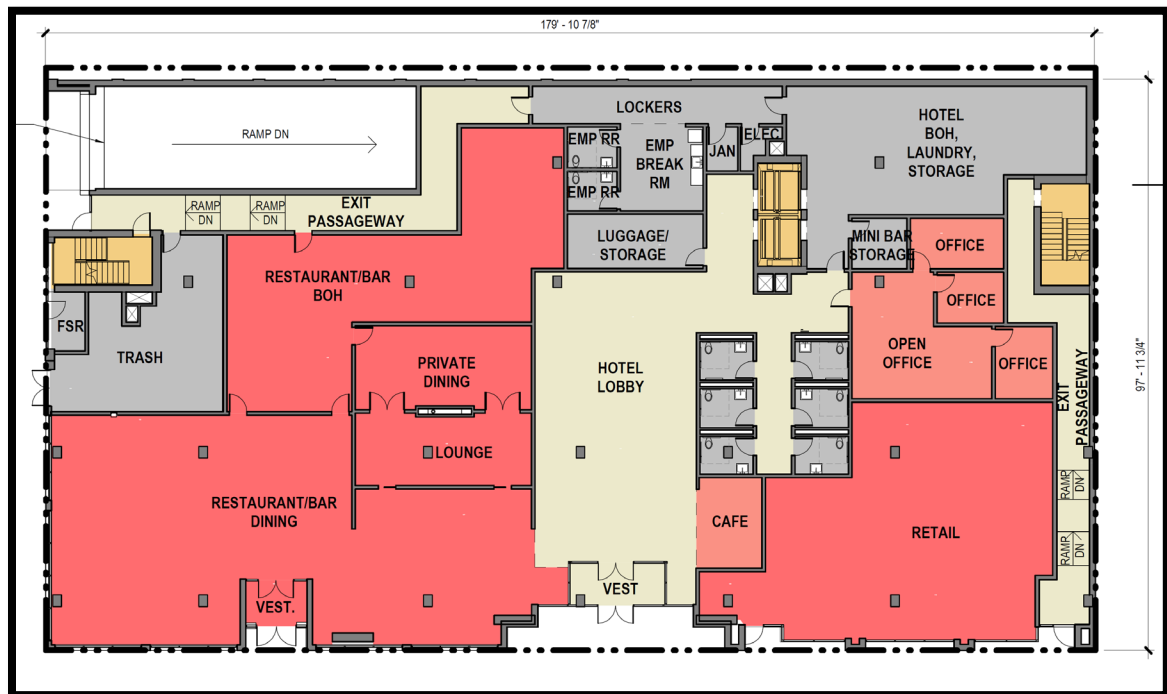 179' - 10 7/8"
LOCKERS
HOTEL
BOH,
LAUNDRY,
STORAGE
RAMP DN
EMP RR
EMP
BREAK
RM
JAN
ELEC
EMP RR
RAMP
DN
RAMP
DN
EXIT
PASSAGEWAY
LUGGAGE/
STORAGE
MINI BAR
STORAGE
OFFICE
RESTAURANT/BAR
BOH
OFFICE
FSR
TRASH
PRIVATE
DINING
HOTEL
LOBBY
OPEN
OFFICE
OFFICE
97' - 11 3/4"
EXIT
PASSAGEWAY
LOUNGE
RAMP
DN
RESTAURANT/BAR
DINING
CAFE
RETAIL
RAMP
DN
VEST
VEST.